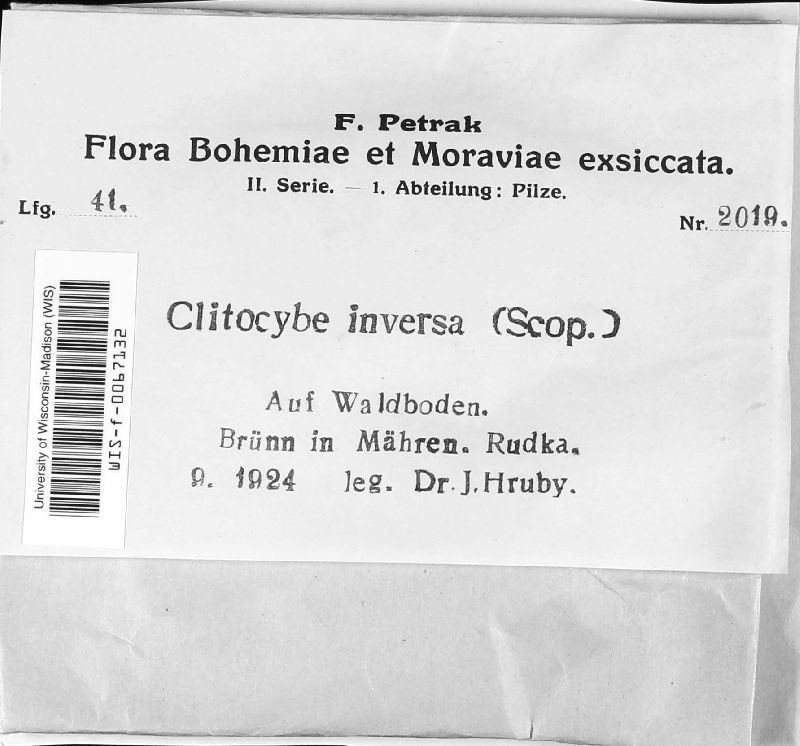 F. Petrak
Flora Bohemiae et Moraviae exsiccata.
II. Serie. — 1. Abteilung: Pilze.
Lfg. 41.
Nr. 2019.
Clitocybe inversa (Scop.)
Auf Waldboden.
Brünn in Mähren. Rudka.
9. 1924 leg. Dr. J. Hruby.
University of Wisconsin-Madison (WIS)
WIS-f-0067132